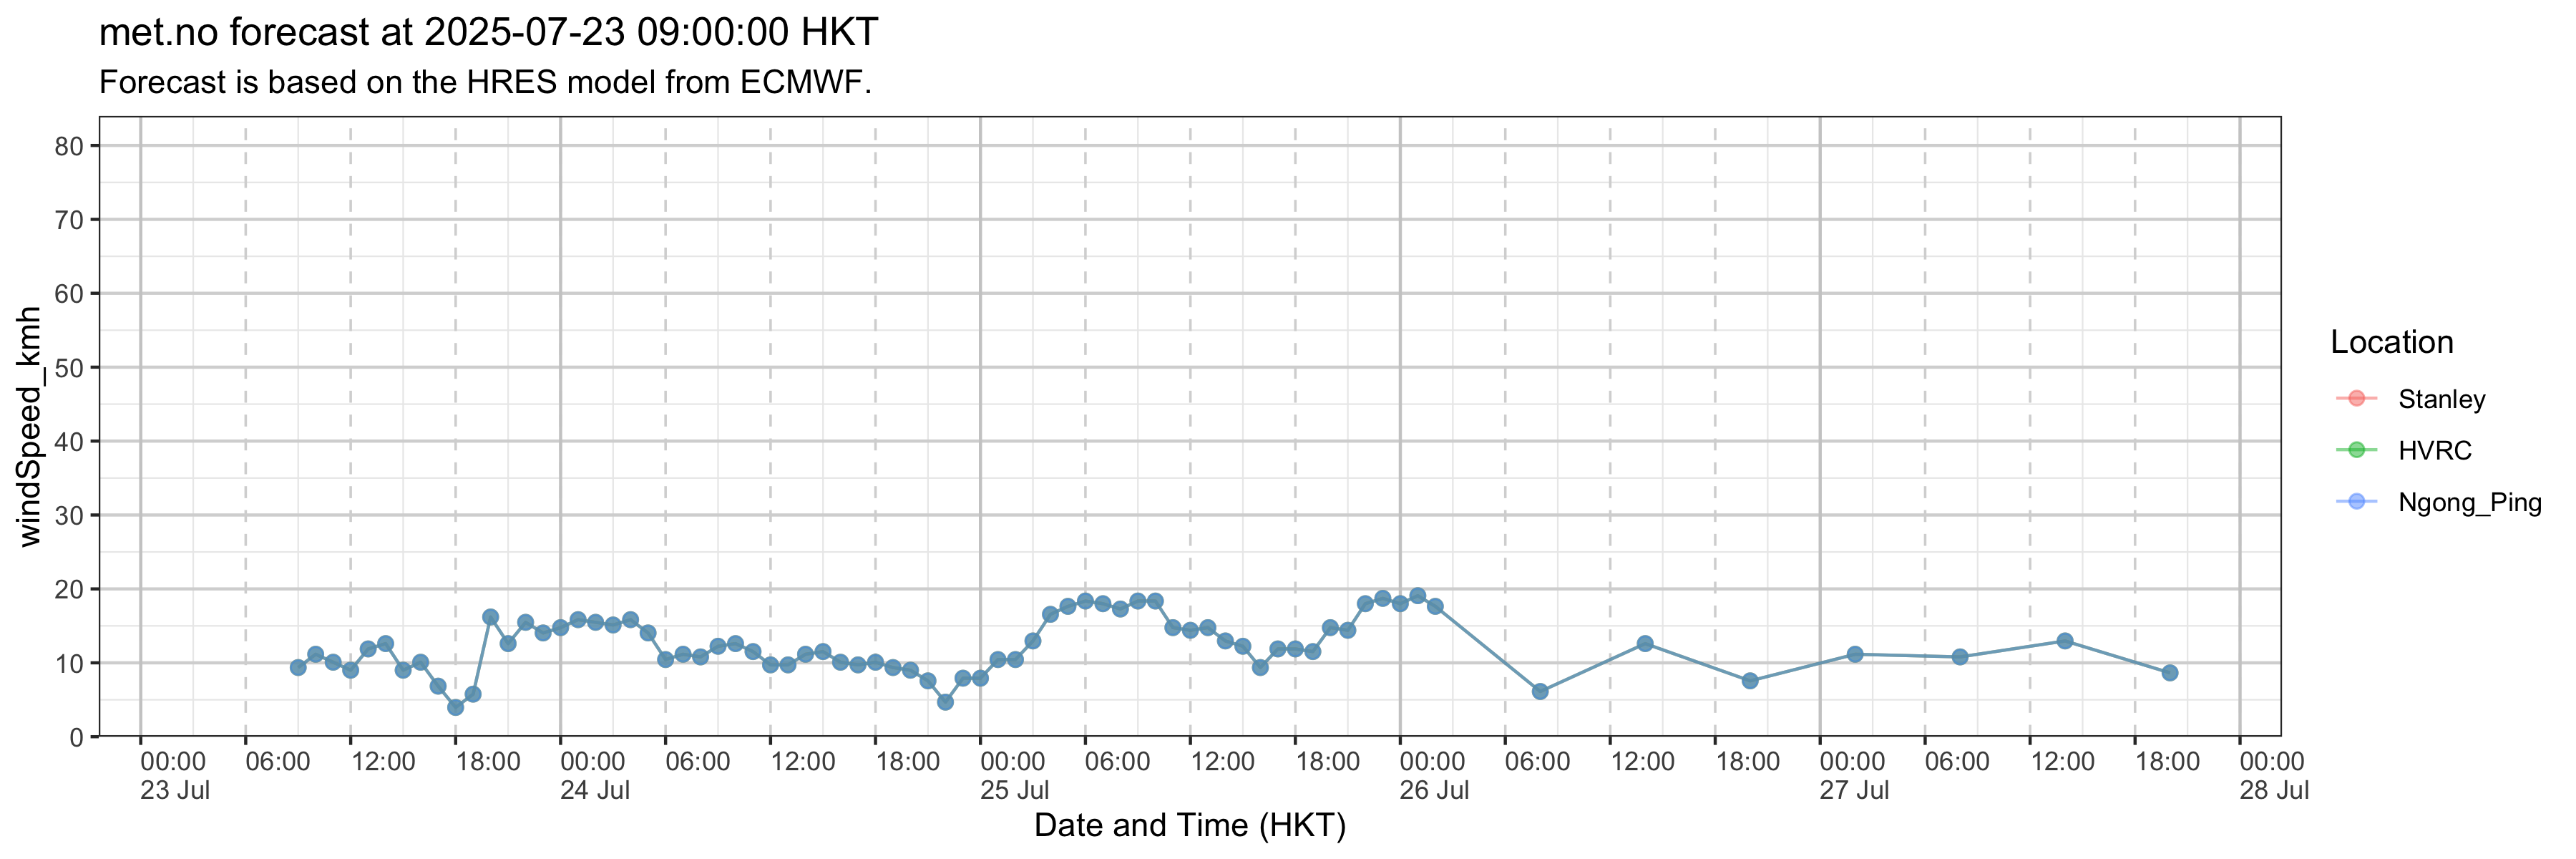 met.no forecast at 2025-07-23 09:00:00 HKT
Forecast is based on the HRES model from ECMWF.
windSpeed_kmh
80
70
60
50
40
30
20
10
0
00:00 06:00 12:00 18:00 00:00 06:00 12:00 18:00 00:00 06:00 12:00 18:00 00:00 06:00 12:00 18:00 00:00 06:00 12:00 18:00 00:00
23 Jul 24 Jul 25 Jul 26 Jul 27 Jul 28 Jul
Date and Time (HKT)
Location
Stanley
HVRC
Ngong_Ping